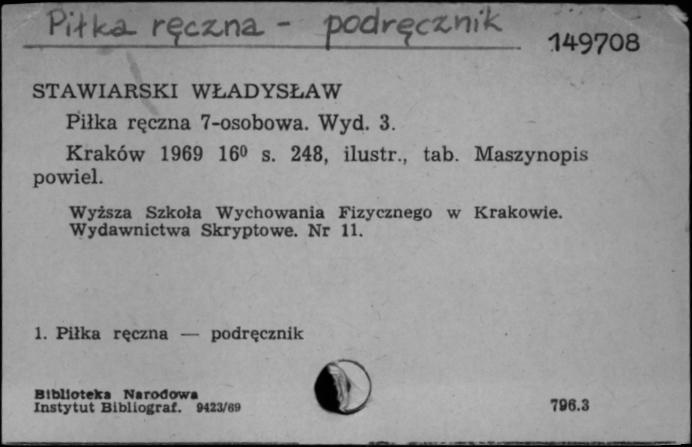 Piłka ręczna - podręcznik
149708
STAWIARSKI WŁADYSŁAW
Piłka ręczna 7-osobowa. Wyd. 3.
Kraków 1969 16⁰ s. 248, ilustr., tab. Maszynopis
powiel.
Wyższa Szkoła Wychowania Fizycznego w Krakowie.
Wydawnictwa Skryptowe. Nr 11.
1. Piłka ręczna — podręcznik
Biblioteka Narodowa
Instytut Bibliograf. 9423/69
796.3